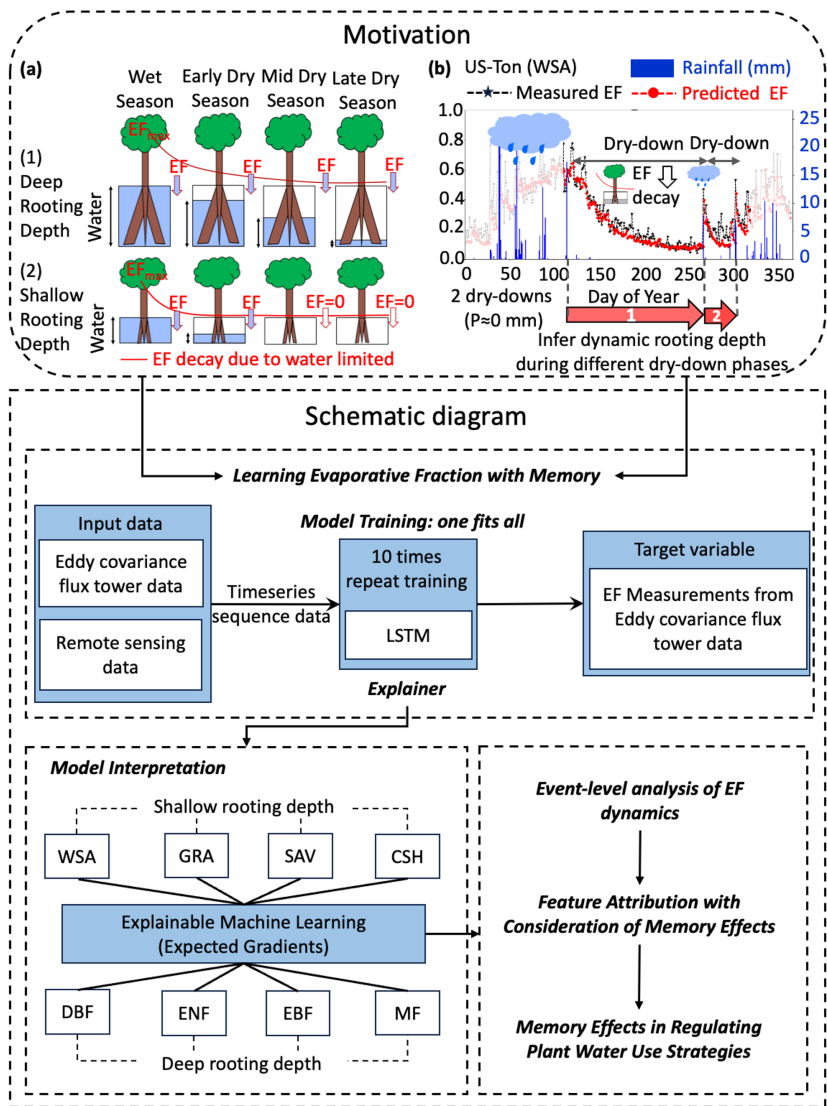 Motivation
(a)
Wet Season
Early Dry Season
Mid Dry Season
Late Dry Season
(1)
Deep
Rooting
Depth
Water
EFmax
EF
EF
EF
EF
(2)
Shallow
Rooting
Depth
Water
EFmax
EF
EF
EF=0
EF=0
EF decay due to water limited
(b)
US-Ton (WSA)
Rainfall (mm)
Measured EF
Predicted EF
1.0
0.8
0.6
0.4
0.2
0.0
25
20
15
10
5
0
Dry-down
Dry-down
EF
decay
0
50
100
150
200
250
300
350
Day of Year
2 dry-downs
(P≈0 mm)
1
2
Infer dynamic rooting depth
during different dry-down phases
Schematic diagram
Learning Evaporative Fraction with Memory
Input data
Eddy covariance
flux tower data
Remote sensing
data
Timeseries
sequence data
Model Training: one fits all
10 times
repeat training
LSTM
Explainer
Target variable
EF Measurements from
Eddy covariance flux
tower data
Model Interpretation
Shallow rooting depth
WSA
GRA
SAV
CSH
Explainable Machine Learning
(Expected Gradients)
DBF
ENF
EBF
MF
Deep rooting depth
Event-level analysis of EF
dynamics
Feature Attribution with
Consideration of Memory Effects
Memory Effects in Regulating
Plant Water Use Strategies